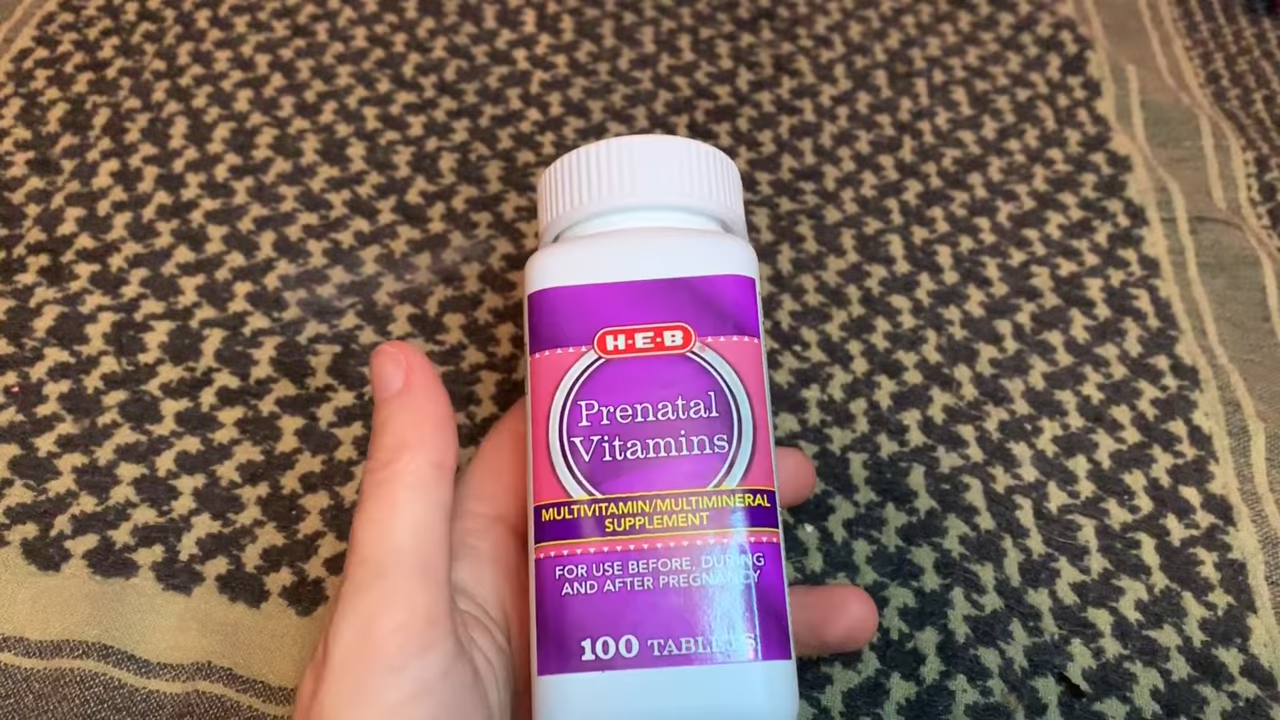 H-E-B
Prenatal
Vitamins
MULTIVITAMIN/MULTIMINERAL
SUPPLEMENT
FOR USE BEFORE, DURING
AND AFTER PREGNANCY
100 TABLETS